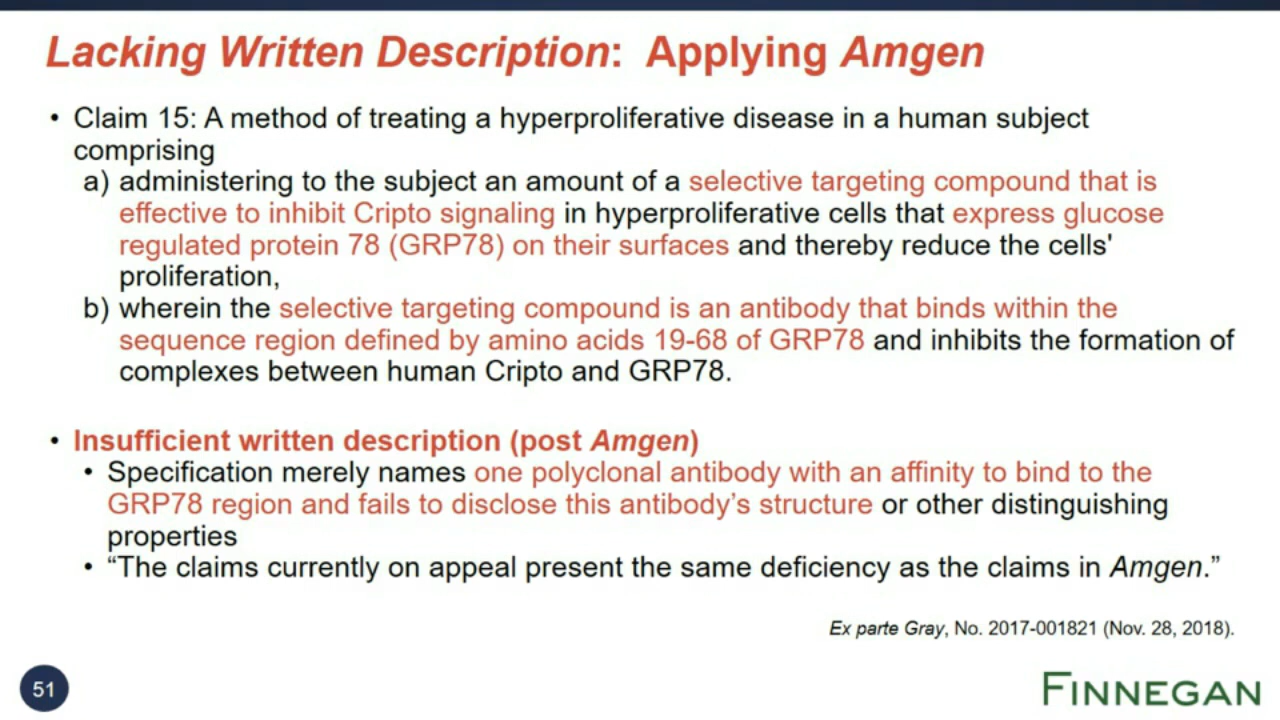 Lacking Written Description: Applying Amgen
• Claim 15: A method of treating a hyperproliferative disease in a human subject
comprising
a) administering to the subject an amount of a selective targeting compound that is
effective to inhibit Cripto signaling in hyperproliferative cells that express glucose
regulated protein 78 (GRP78) on their surfaces and thereby reduce the cells'
proliferation,
b) wherein the selective targeting compound is an antibody that binds within the
sequence region defined by amino acids 19-68 of GRP78 and inhibits the formation of
complexes between human Cripto and GRP78.
• Insufficient written description (post Amgen)
• Specification merely names one polyclonal antibody with an affinity to bind to the
GRP78 region and fails to disclose this antibody’s structure or other distinguishing
properties
• “The claims currently on appeal present the same deficiency as the claims in Amgen.”
Ex parte Gray, No. 2017-001821 (Nov. 28, 2018).
51
FINNEGAN